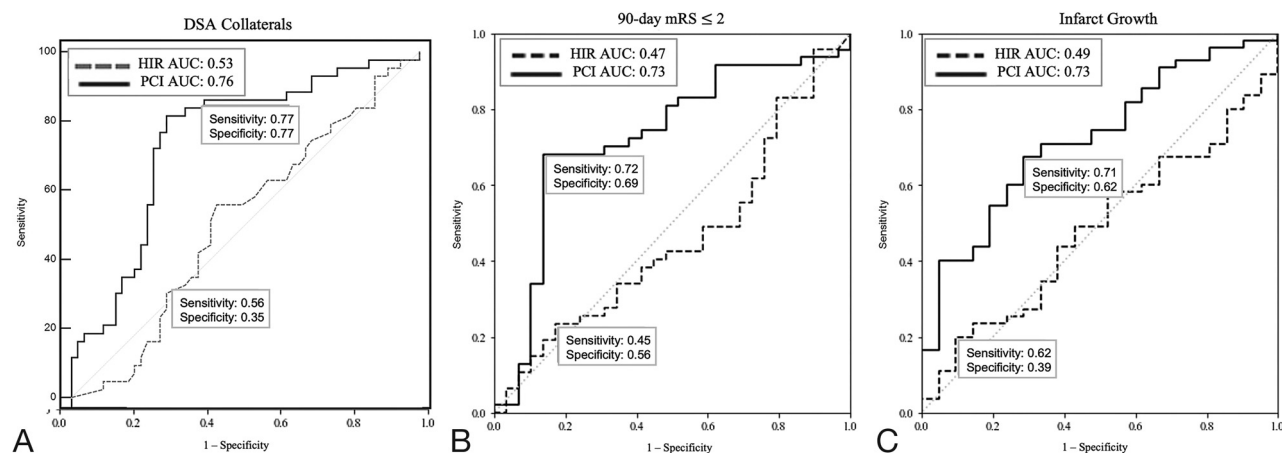 DSA Collaterals
HIR AUC: 0.53
PCI AUC: 0.76
Sensitivity: 0.77
Specificity: 0.77
Sensitivity: 0.56
Specificity: 0.35
100
80
60
40
20
0
Sensitivity
0.0 0.2 0.4 0.6 0.8 1.0
1 – Specificity
A
90-day mRS ≤ 2
HIR AUC: 0.47
PCI AUC: 0.73
Sensitivity: 0.72
Specificity: 0.69
Sensitivity: 0.45
Specificity: 0.56
1.0
0.8
0.6
0.4
0.2
0.0
Sensitivity
0.0 0.2 0.4 0.6 0.8 1.0
1 – Specificity
B
Infarct Growth
HIR AUC: 0.49
PCI AUC: 0.73
Sensitivity: 0.71
Specificity: 0.62
Sensitivity: 0.62
Specificity: 0.39
1.0
0.8
0.6
0.4
0.2
0.0
Sensitivity
0.0 0.2 0.4 0.6 0.8 1.0
1 – Specificity
C